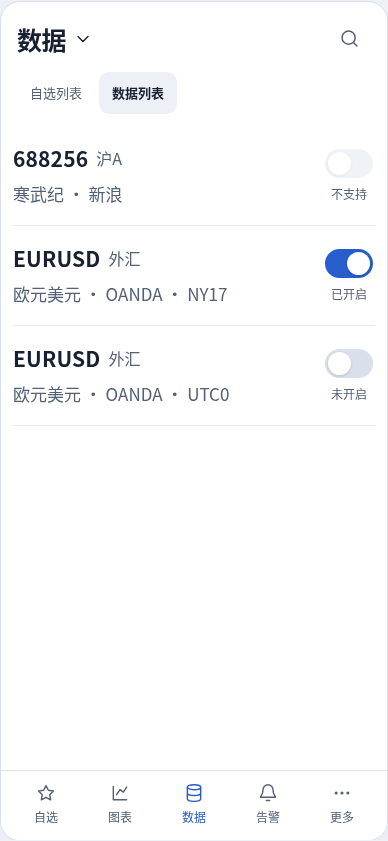 数据
自选列表 数据列表
688256 沪A
寒武纪 · 新浪
不支持
EURUSD 外汇
欧元美元 · OANDA · NY17
已开启
EURUSD 外汇
欧元美元 · OANDA · UTC0
未开启
自选 图表 数据 告警 更多